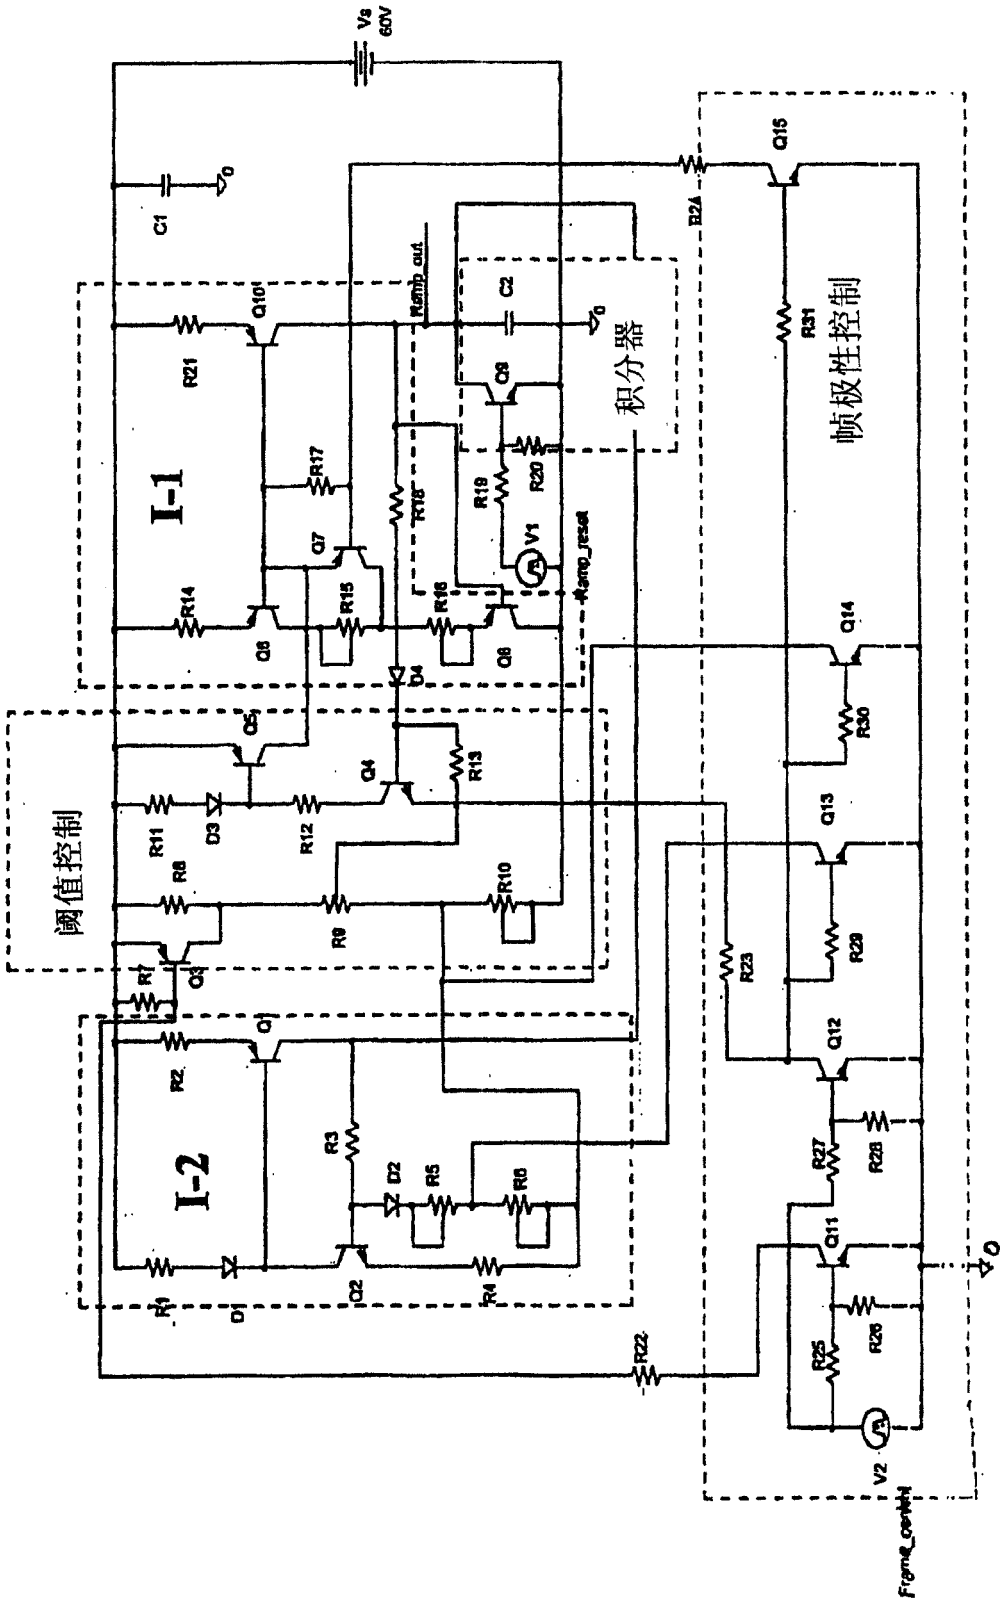 Vs
60V
C1
0
I-1
R21
Q10
R14
Q6
R17
Q7
R15
R16
R18
D4
Q8
Ramp_out
C2
0
Q9
R19
R20
V1
Ramp_reset
积分器
阈值控制
Q5
R11
D3
R12
Q4
R13
R8
R9
R10
R7
Q3
I-2
R2
Q1
R3
D2
R5
R6
R1
D1
Q2
R4
R22
R24
Q15
R31
帧极性控制
Q14
R30
Q13
R29
R23
Q12
R27
R28
Q11
R25
R26
V2
0